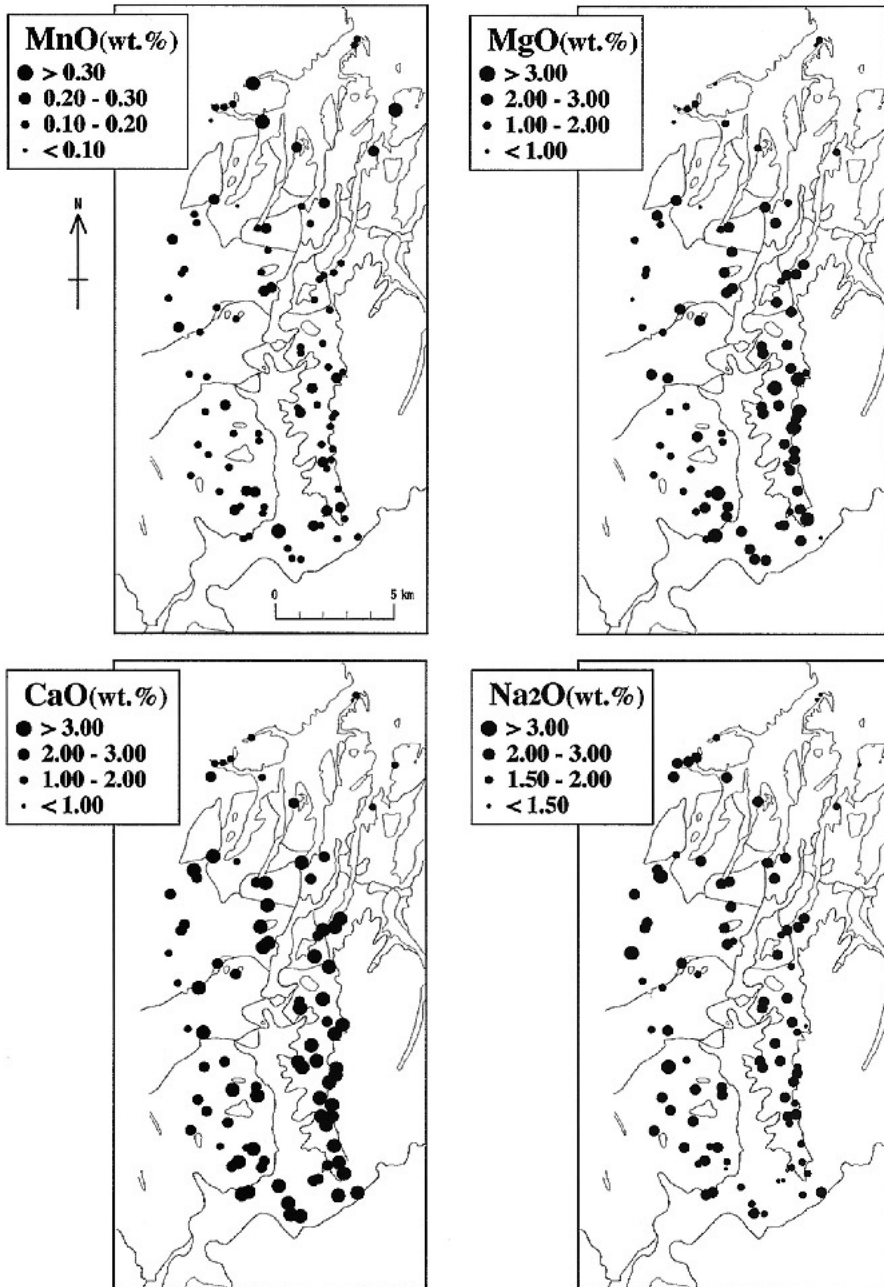 MnO(wt.%)
> 0.30
0.20 - 0.30
0.10 - 0.20
< 0.10
N
0 5 km
MgO(wt.%)
> 3.00
2.00 - 3.00
1.00 - 2.00
< 1.00
CaO(wt.%)
> 3.00
2.00 - 3.00
1.00 - 2.00
< 1.00
Na2O(wt.%)
> 3.00
2.00 - 3.00
1.50 - 2.00
< 1.50